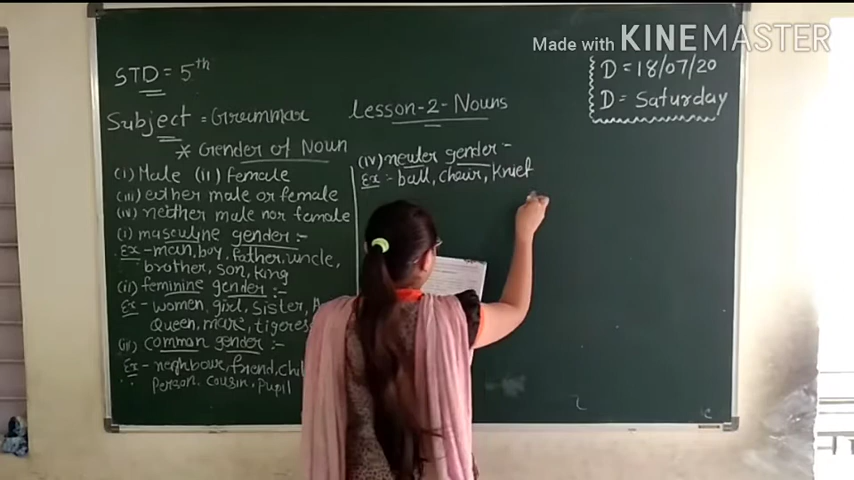 Made with KINEMASTER
D = 18/07/20
D = Saturday
STD = 5th
Subject = Grammar
Lesson-2-Nouns
* Gender of Noun
(i) Male (ii) female
(iii) either male or female
(iv) neither male nor female
(i) masculine gender :-
Ex - man, boy, father, uncle,
brother, son, king
(ii) feminine gender :-
Ex - women, girl, sister,
Queen, tigeres
(iii) common gender :-
Ex - neghbour, friend, chil
Person, cousin, pupil
(iv) neuter gender -
Ex - ball, chair, knief